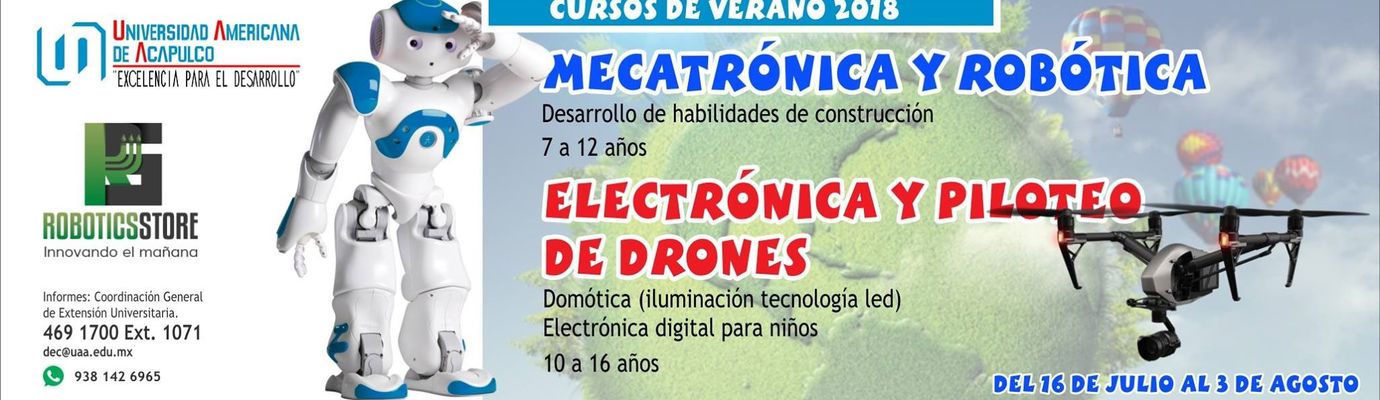 UNIVERSIDAD AMERICANA
DE ACAPULCO
"EXCELENCIA PARA EL DESARROLLO"
ROBOTICSSTORE
Innovando el mañana
Informes: Coordinación General
de Extensión Universitaria.
469 1700 Ext. 1071
dec@uaa.edu.mx
938 142 6965
CURSOS DE VERANO 2018
MECATRÓNICA Y ROBÓTICA
Desarrollo de habilidades de construcción
7 a 12 años
ELECTRÓNICA Y PILOTEO
DE DRONES
Domótica (iluminación tecnología led)
Electrónica digital para niños
10 a 16 años
DEL 16 DE JULIO AL 3 DE AGOSTO